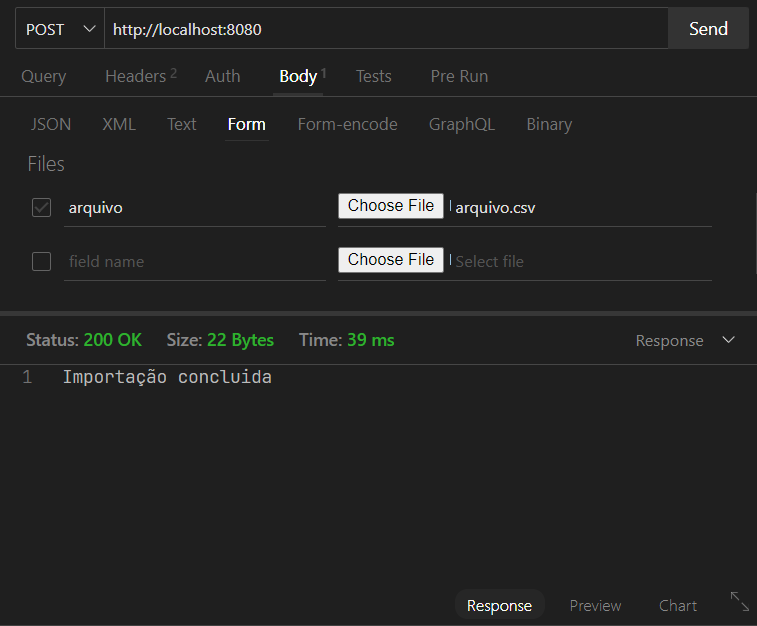 POST http://localhost:8080 Send
Query Headers 2 Auth Body 1 Tests Pre Run
JSON XML Text Form Form-encode GraphQL Binary
Files
arquivo Choose File arquivo.csv
field name Choose File Select file
Status: 200 OK Size: 22 Bytes Time: 39 ms Response
1 Importação concluida
Response Preview Chart